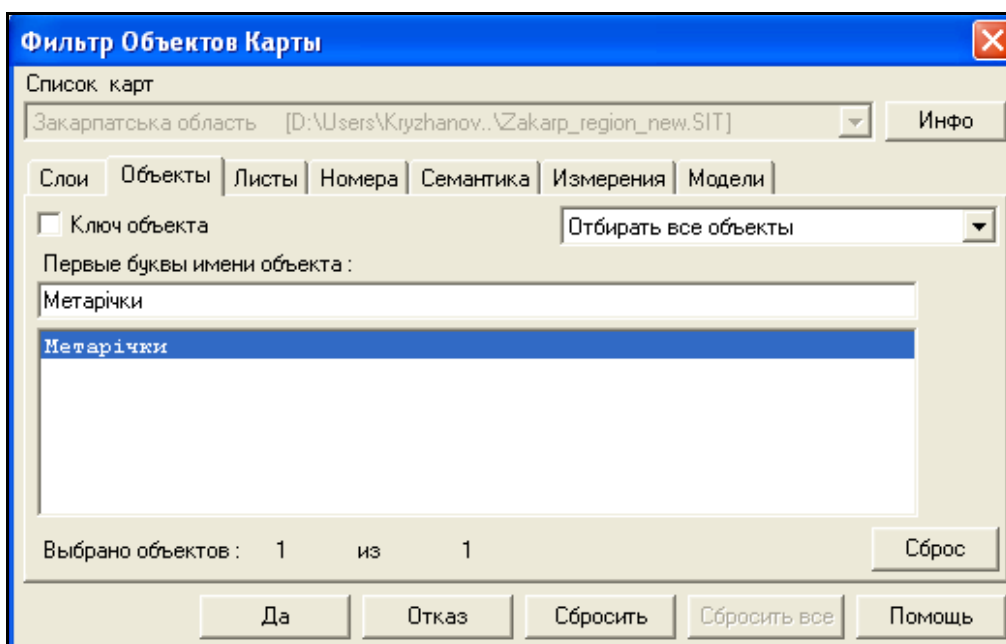 Фильтр Объектов Карты
Список карт
Закарпатська область [D:\Users\Kryzhanov..\Zakarp_region_new.SIT]
Инфо
Слои Объекты Листы Номера Семантика Измерения Модели
Ключ объекта
Отбирать все объекты
Первые буквы имени объекта :
Метарічки
Метарічки
Выбрано объектов : 1 из 1
Сброс
Да Отказ Сбросить Сбросить все Помощь